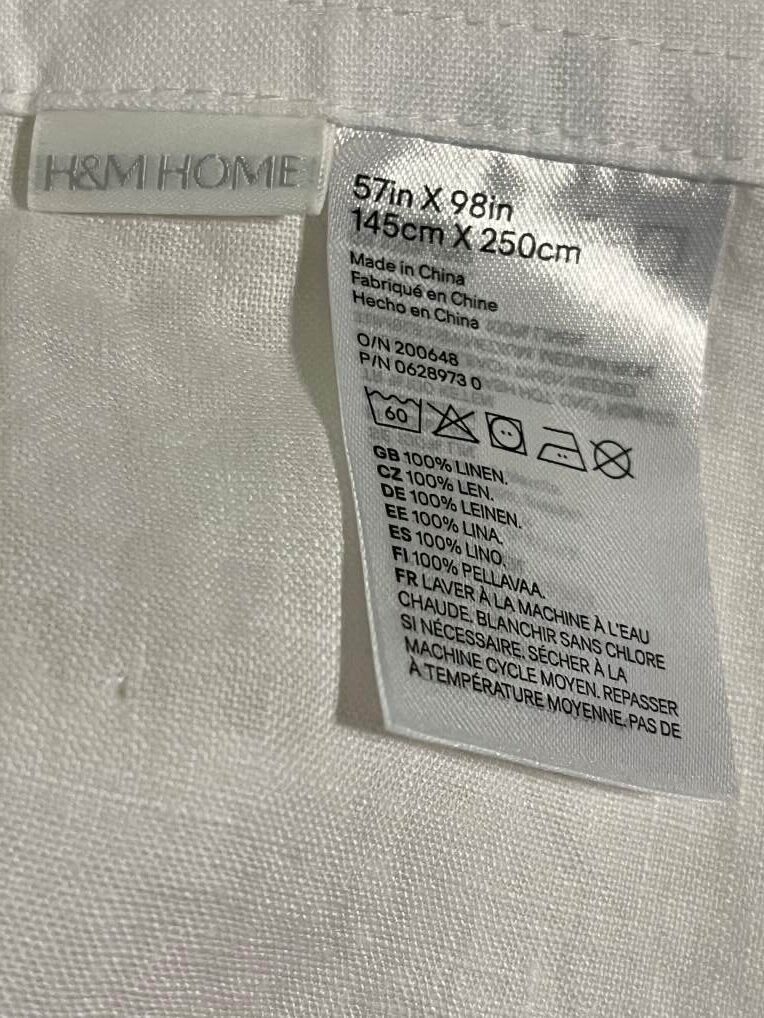 H&M HOME
57in X 98in
145cm X 250cm
Made in China
Fabriqué en Chine
Hecho en China
O/N 200648
P/N 0628973 0
60
GB 100% LINEN.
CZ 100% LEN.
DE 100% LEINEN.
EE 100% LINA.
ES 100% LINO.
FI 100% PELLAVAA.
FR LAVER À LA MACHINE À L'EAU
CHAUDE. BLANCHIR SANS CHLORE
SI NÉCESSAIRE. SÉCHER À LA
MACHINE CYCLE MOYEN. REPASSER
À TEMPÉRATURE MOYENNE. PAS DE